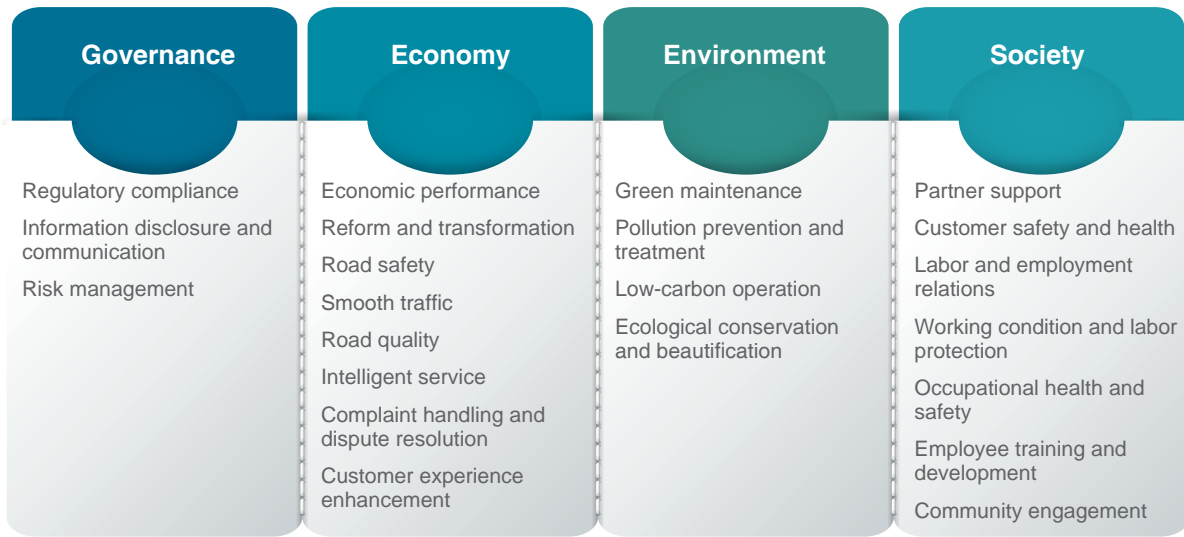 Governance
Regulatory compliance
Information disclosure and
communication
Risk management
Economy
Economic performance
Reform and transformation
Road safety
Smooth traffic
Road quality
Intelligent service
Complaint handling and
dispute resolution
Customer experience
enhancement
Environment
Green maintenance
Pollution prevention and
treatment
Low-carbon operation
Ecological conservation
and beautification
Society
Partner support
Customer safety and health
Labor and employment
relations
Working condition and labor
protection
Occupational health and
safety
Employee training and
development
Community engagement